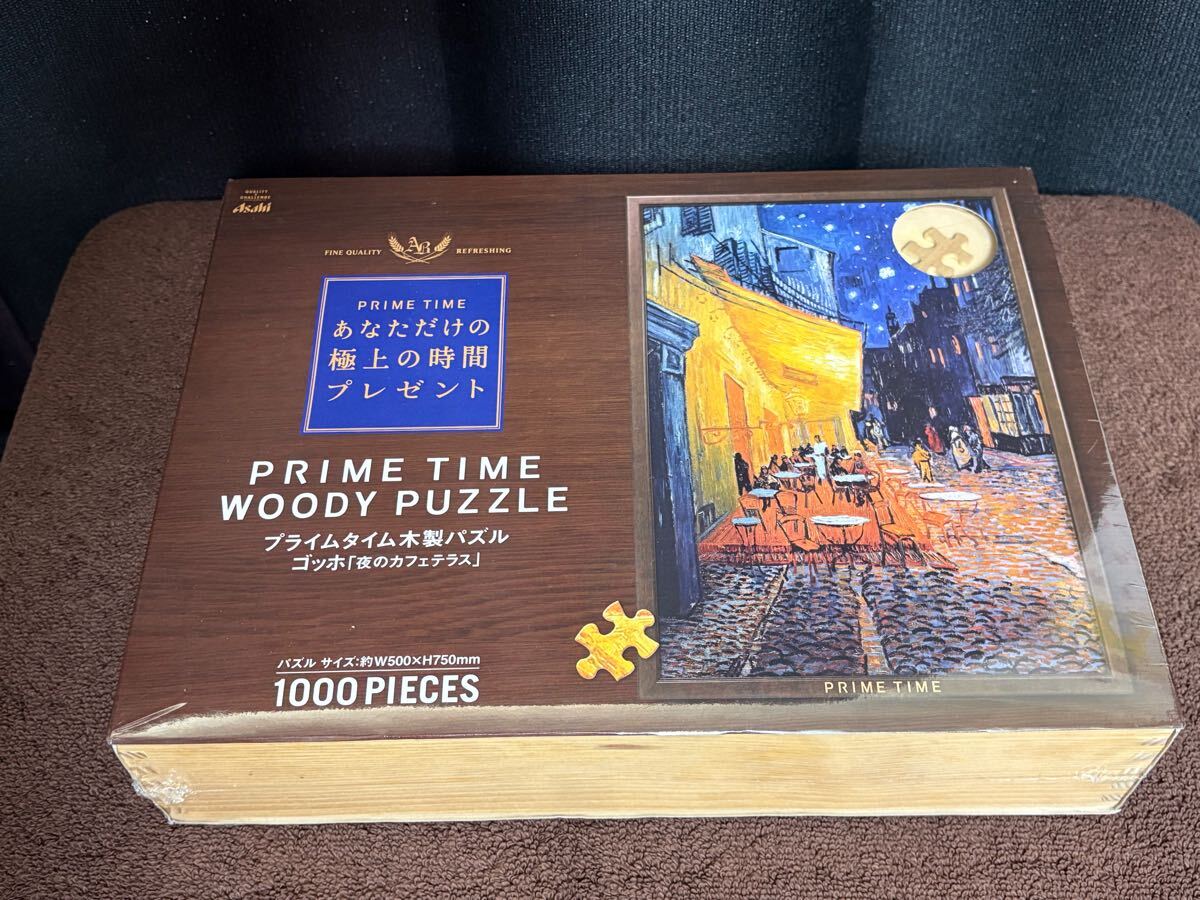 QUALITY
&CHALLENGE
Asahi
FINE QUALITY AB REFRESHING
PRIME TIME
あなただけの
極上の時間
プレゼント
PRIME TIME
WOODY PUZZLE
プライムタイム木製パズル
ゴッホ「夜のカフェテラス」
パズル サイズ:約W500×H750mm
1000 PIECES
PRIME TIME